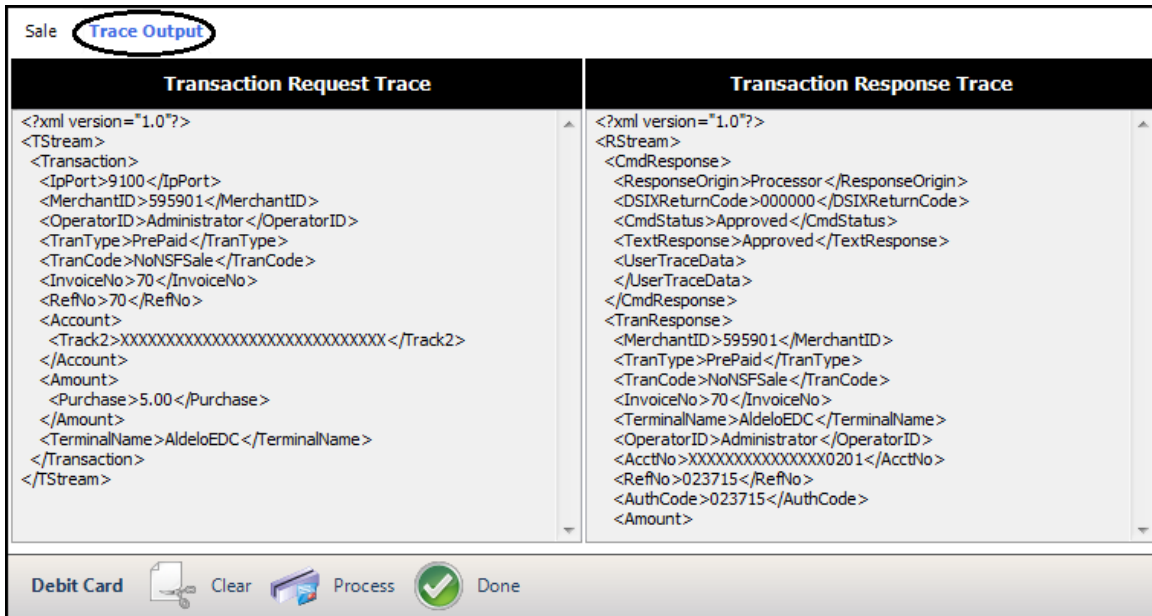 Sale Trace Output
Transaction Request Trace
<?xml version="1.0"?>
<TStream>
<Transaction>
<IpPort>9100</IpPort>
<MerchantID>595901</MerchantID>
<OperatorID>Administrator</OperatorID>
<TranType>PrePaid</TranType>
<TranCode>NoNSFSale</TranCode>
<InvoiceNo>70</InvoiceNo>
<RefNo>70</RefNo>
<Account>
<Track2>XXXXXXXXXXXXXXXXXXXXXXXXXXXXX</Track2>
</Account>
<Amount>
<Purchase>5.00</Purchase>
</Amount>
<TerminalName>AldeloEDC</TerminalName>
</Transaction>
</TStream>
Transaction Response Trace
<?xml version="1.0"?>
<RStream>
<CmdResponse>
<ResponseOrigin>Processor</ResponseOrigin>
<DSIXReturnCode>000000</DSIXReturnCode>
<CmdStatus>Approved</CmdStatus>
<TextResponse>Approved</TextResponse>
<UserTraceData>
</UserTraceData>
</CmdResponse>
<TranResponse>
<MerchantID>595901</MerchantID>
<TranType>PrePaid</TranType>
<TranCode>NoNSFSale</TranCode>
<InvoiceNo>70</InvoiceNo>
<TerminalName>AldeloEDC</TerminalName>
<OperatorID>Administrator</OperatorID>
<AcctNo>XXXXXXXXXXXXXXX0201</AcctNo>
<RefNo>023715</RefNo>
<AuthCode>023715</AuthCode>
<Amount>
Debit Card Clear Process Done